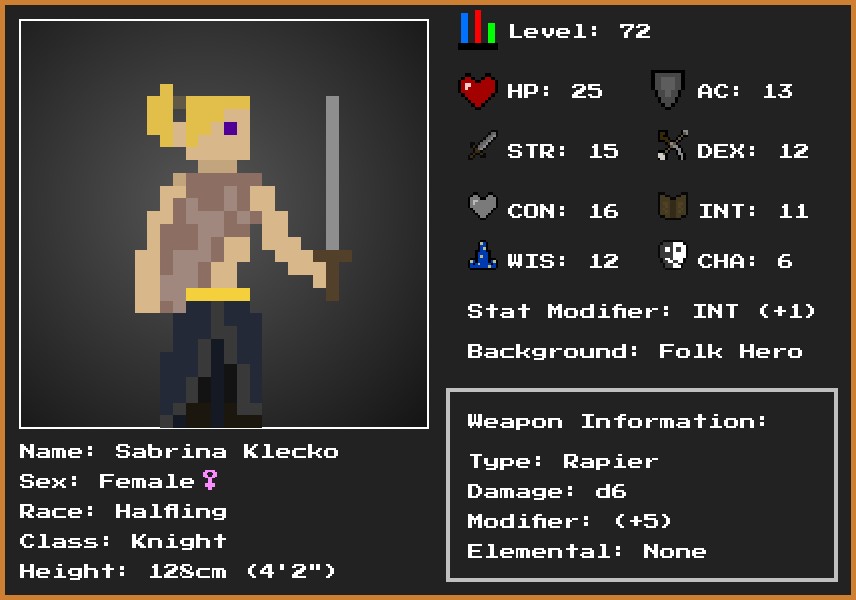 Level: 72
HP: 25 AC: 13
STR: 15 DEX: 12
CON: 16 INT: 11
WIS: 12 CHA: 6
Stat Modifier: INT (+1)
Background: Folk Hero
Weapon Information:
Type: Rapier
Damage: d6
Modifier: (+5)
Elemental: None
Name: Sabrina Klecko
Sex: Female♀
Race: Halfling
Class: Knight
Height: 128cm (4'2")